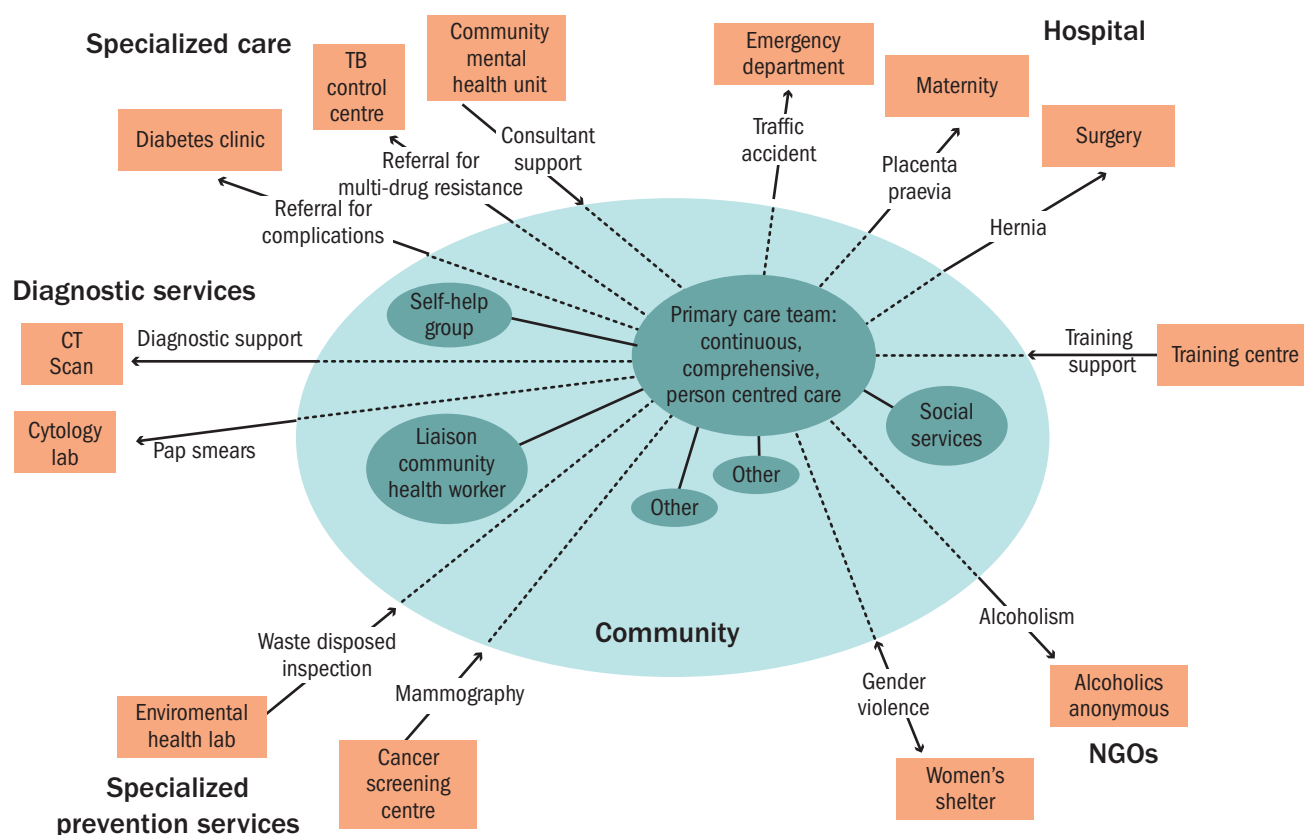 Specialized care
TB
control
centre
Community
mental
health unit
Emergency
department
Hospital
Maternity
Surgery
Diabetes clinic
Consultant
support
Traffic
accident
Placenta
praevia
Hernia
Referral for
multi-drug resistance
Referral for
complications
Diagnostic services
CT
Scan
Diagnostic support
Cytology
lab
Pap smears
Self-help
group
Primary care team:
continuous,
comprehensive,
person centred care
Training
support
Training centre
Social
services
Liaison
community
health worker
Other
Other
Community
Waste disposed
inspection
Mammography
Enviromental
health lab
Cancer
screening
centre
Specialized
prevention services
Gender
violence
Women's
shelter
Alcoholism
Alcoholics
anonymous
NGOs